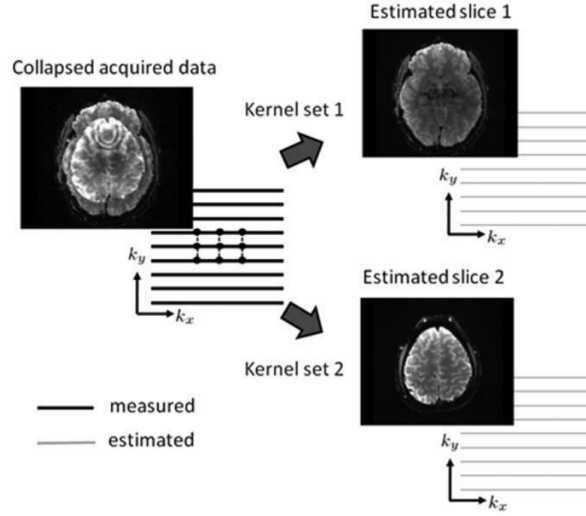 Estimated slice 1
Collapsed acquired data
Kernel set 1
k_y
k_x
k_y
k_x
Estimated slice 2
Kernel set 2
measured
estimated
k_y
k_x